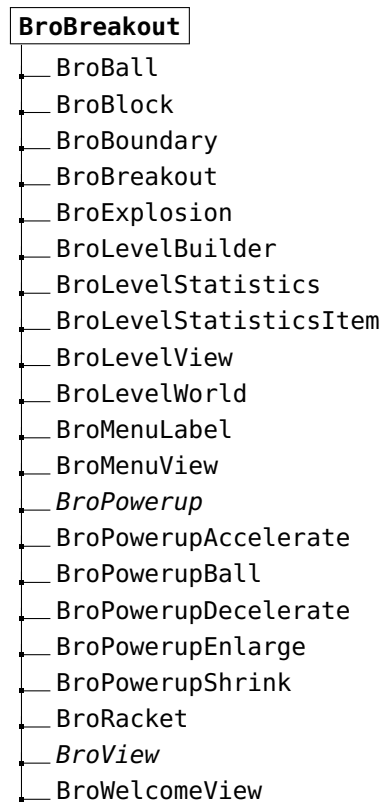 BroBreakout
BroBall
BroBlock
BroBoundary
BroBreakout
BroExplosion
BroLevelBuilder
BroLevelStatistics
BroLevelStatisticsItem
BroLevelView
BroLevelWorld
BroMenuLabel
BroMenuView
BroPowerup
BroPowerupAccelerate
BroPowerupBall
BroPowerupDecelerate
BroPowerupEnlarge
BroPowerupShrink
BroRacket
BroView
BroWelcomeView